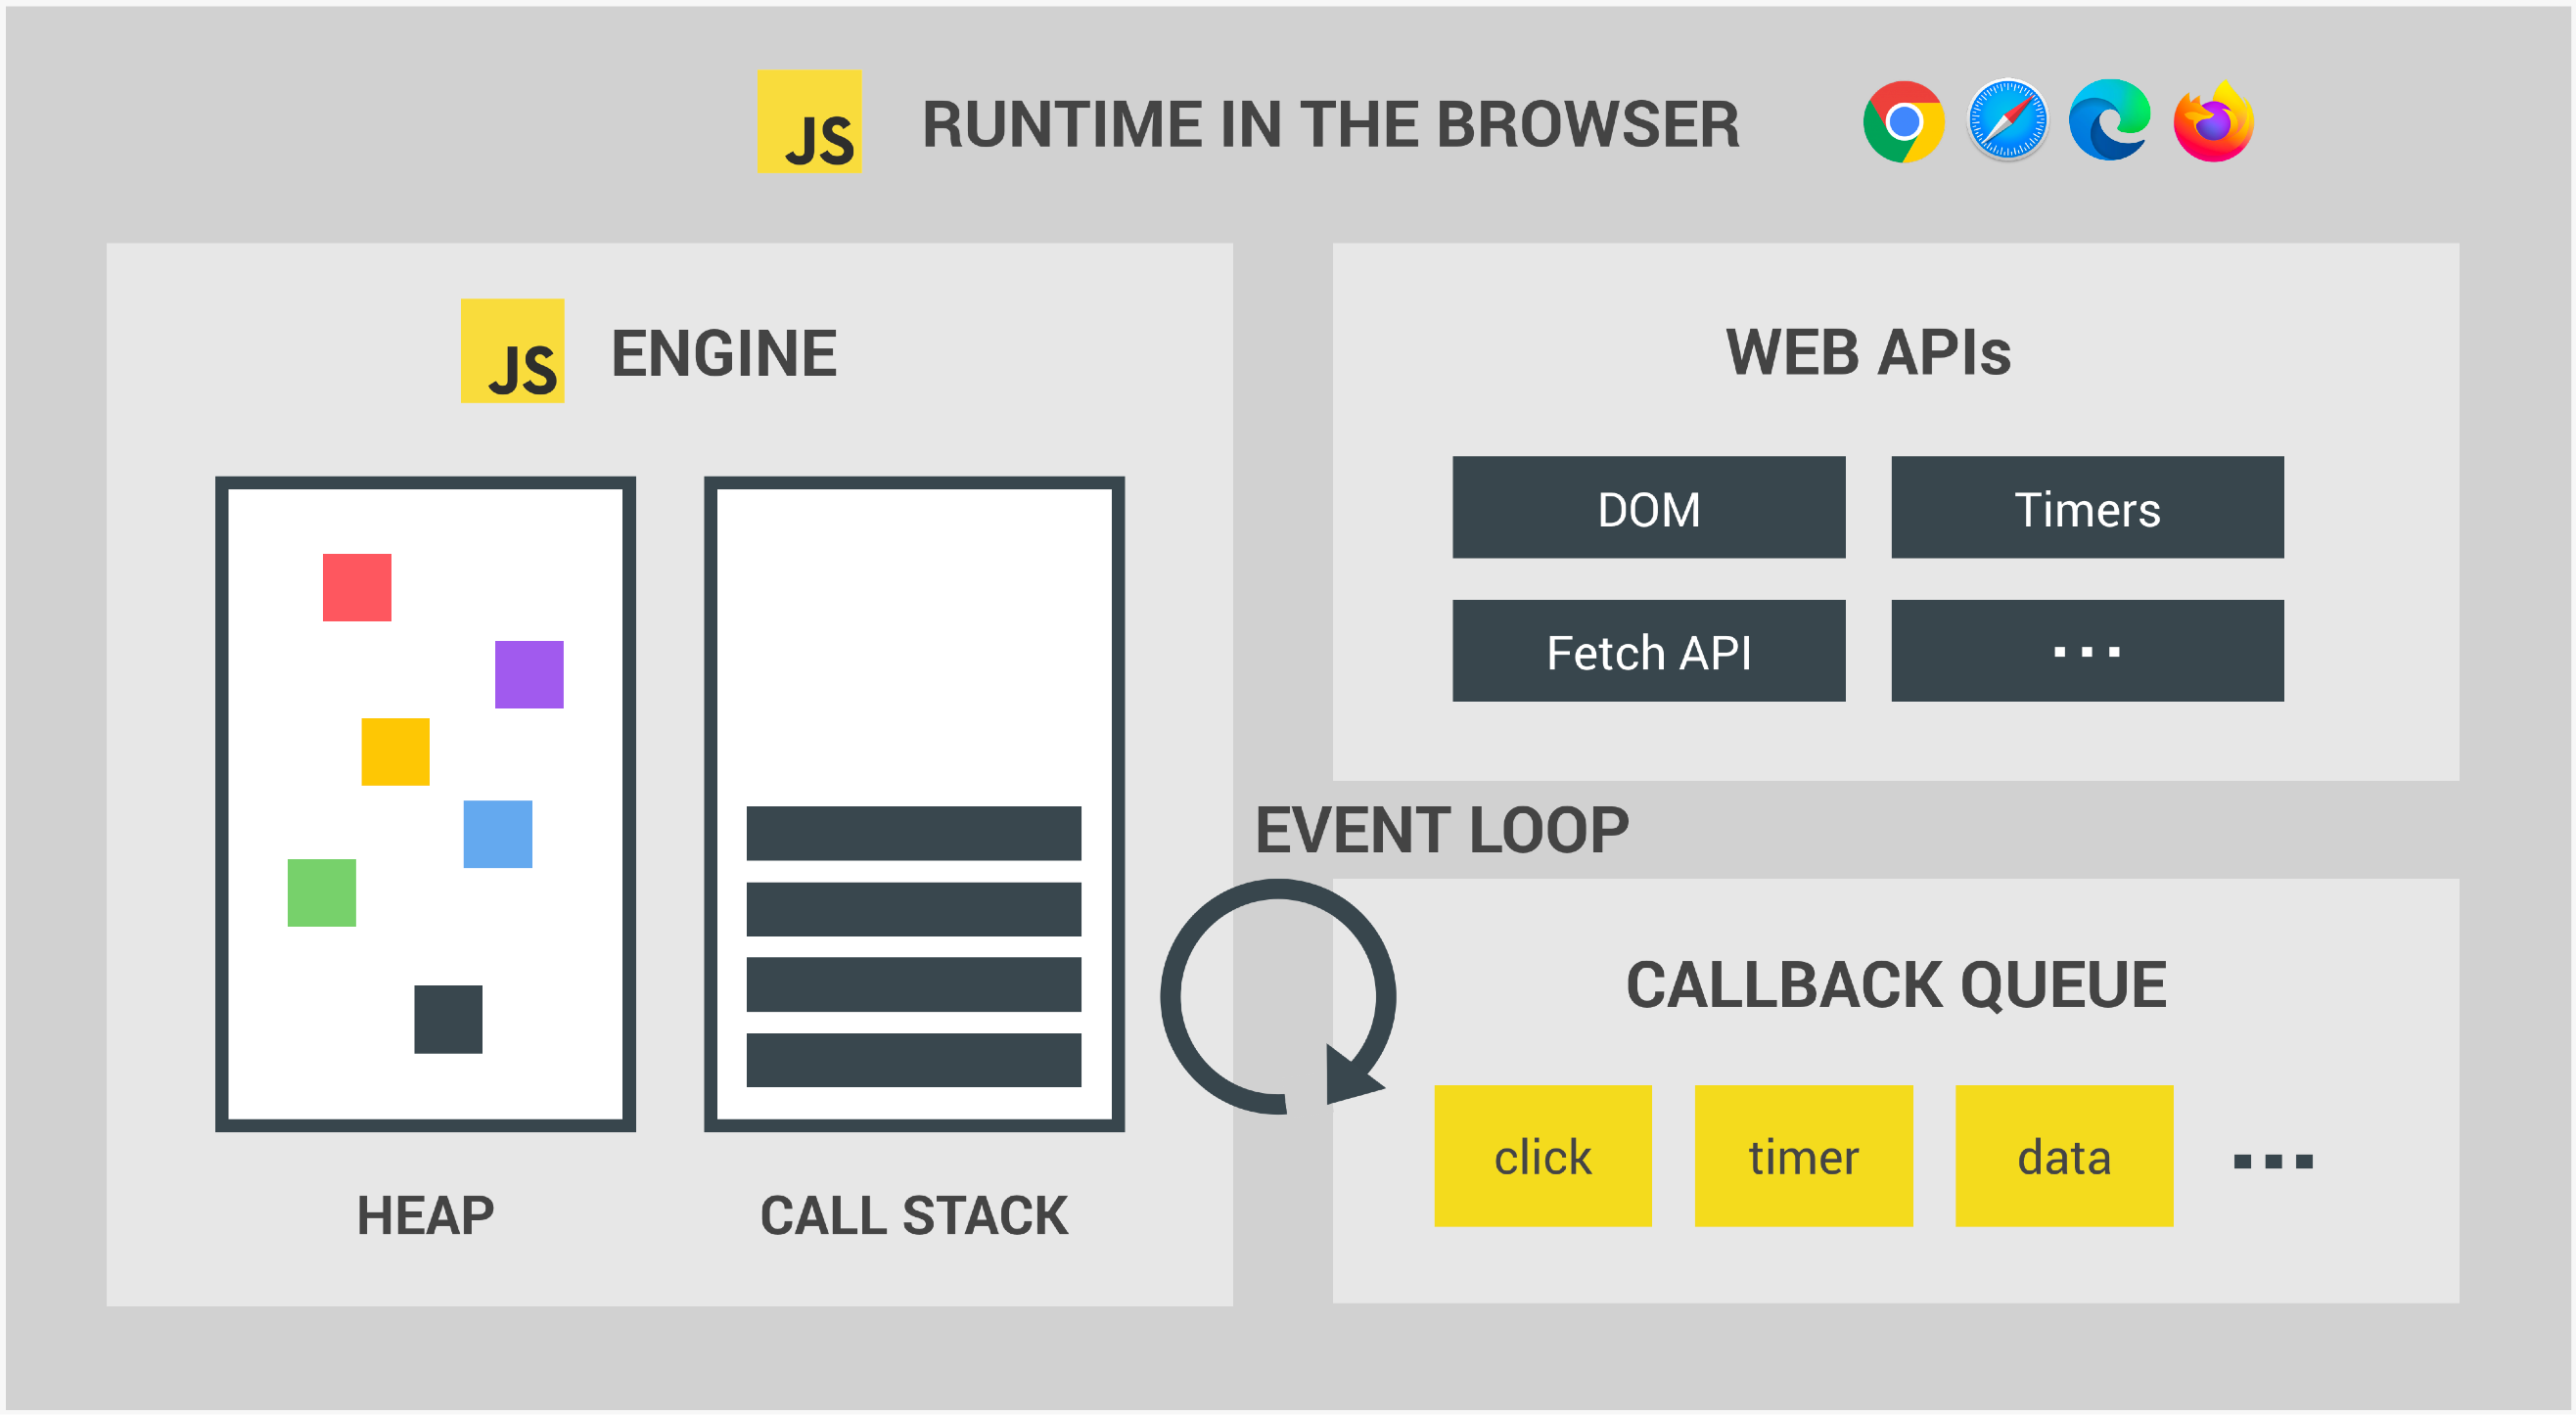 JS RUNTIME IN THE BROWSER
JS ENGINE
HEAP
CALL STACK
WEB APIs
DOM
Timers
Fetch API
...
EVENT LOOP
CALLBACK QUEUE
click
timer
data
...